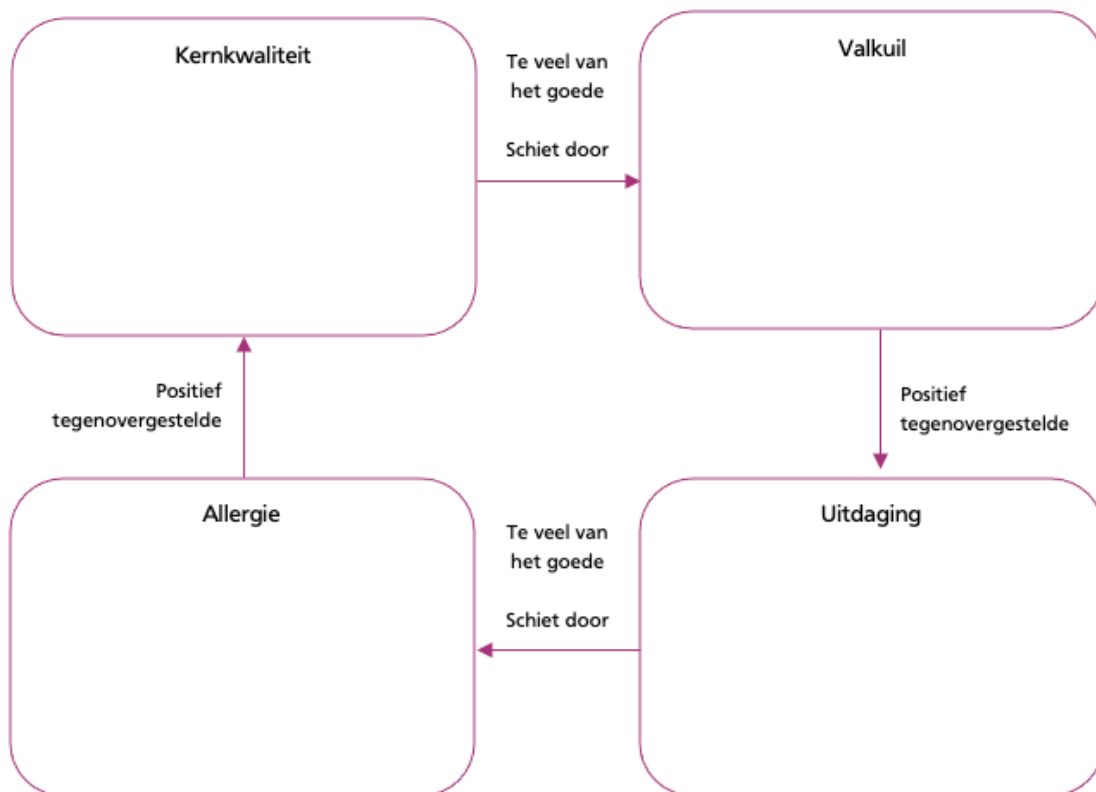 Kernkwaliteit
Te veel van
het goede
Schiet door
Valkuil
Positief
tegenovergestelde
Positief
tegenovergestelde
Allergie
Te veel van
het goede
Schiet door
Uitdaging